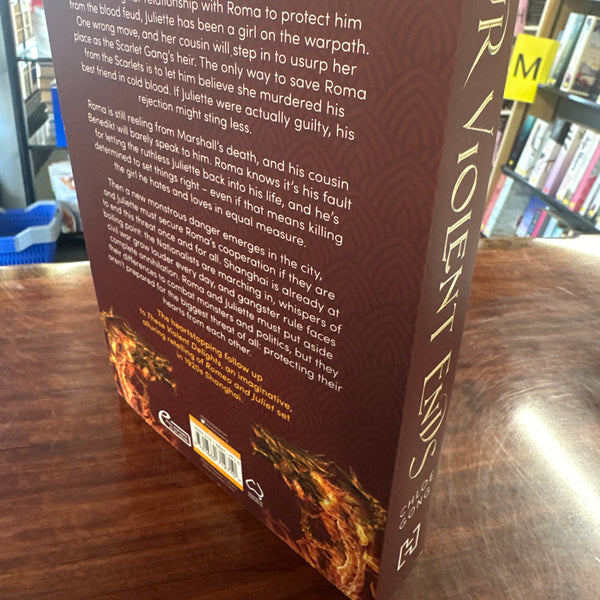 relationship with Roma to protect him
from the blood feud, Juliette has been a girl on the warpath.
One wrong move, and her cousin will step in to usurp her
place as the Scarlet Gang's heir. The only way to save Roma
from the Scarlets is to let him believe she murdered his
best friend in cold blood. If Juliette were actually guilty, his
rejection might sting less.
Roma is still reeling from Marshall's death, and his cousin
Benedikt will barely speak to him. Roma knows it's his fault
for letting the ruthless Juliette back into his life, and he's
determined to set things right – even if that means killing
the girl he hates and loves in equal measure.
Then a new monstrous danger emerges in the city,
and Juliette must secure Roma's cooperation if they are
to end this threat once and for all. Shanghai is already at
boiling point: the Nationalists are marching in, whispers of
civil war grow louder every day, and gangster rule faces
complete annihilation. Roma and Juliette must put aside
their differences to combat monsters and politics, but they
aren't prepared for the biggest threat of all: protecting their
hearts from each other.
The heartstopping follow up
to These Violent Delights, an imaginative,
alluring retelling of Romeo and Juliet set
in 1920s Shanghai.
VIOLENT ENDS
CHLOE
GONG
M